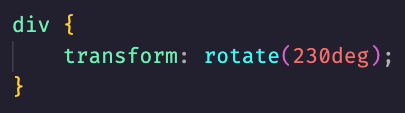 div {
    transform: rotate(230deg);
}